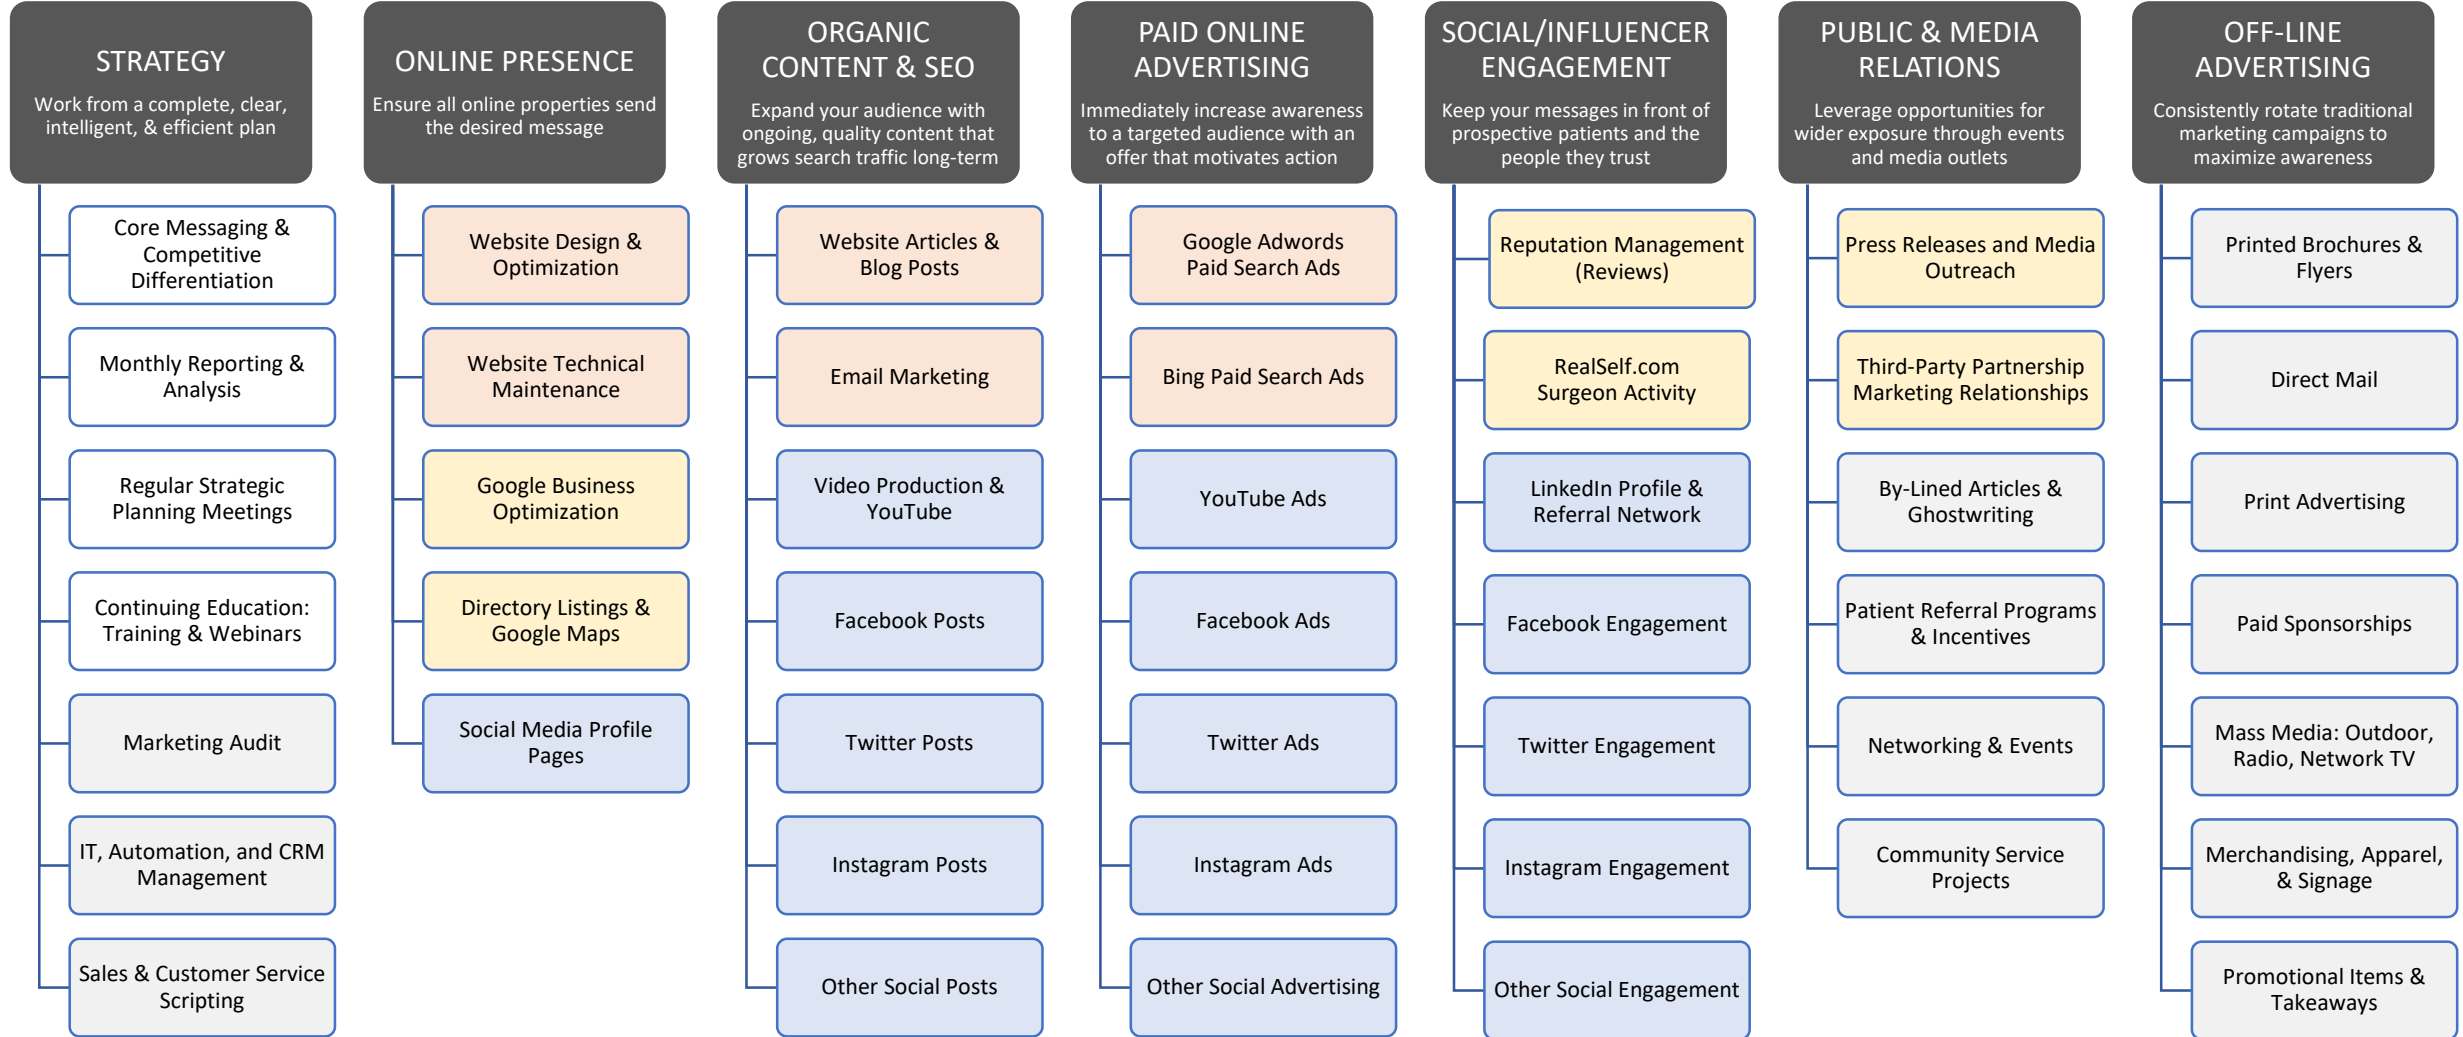 STRATEGY
Work from a complete, clear,
intelligent, & efficient plan
Core Messaging &
Competitive
Differentiation
Monthly Reporting &
Analysis
Regular Strategic
Planning Meetings
Continuing Education:
Training & Webinars
Marketing Audit
IT, Automation, and CRM
Management
Sales & Customer Service
Scripting
ONLINE PRESENCE
Ensure all online properties send
the desired message
Website Design &
Optimization
Website Technical
Maintenance
Google Business
Optimization
Directory Listings &
Google Maps
Social Media Profile
Pages
ORGANIC
CONTENT & SEO
Expand your audience with
ongoing, quality content that
grows search traffic long-term
Website Articles &
Blog Posts
Email Marketing
Video Production &
YouTube
Facebook Posts
Twitter Posts
Instagram Posts
Other Social Posts
PAID ONLINE
ADVERTISING
Immediately increase awareness
to a targeted audience with an
offer that motivates action
Google Adwords
Paid Search Ads
Bing Paid Search Ads
YouTube Ads
Facebook Ads
Twitter Ads
Instagram Ads
Other Social Advertising
SOCIAL/INFLUENCER
ENGAGEMENT
Keep your messages in front of
prospective patients and the
people they trust
Reputation Management
(Reviews)
RealSelf.com
Surgeon Activity
LinkedIn Profile &
Referral Network
Facebook Engagement
Twitter Engagement
Instagram Engagement
Other Social Engagement
PUBLIC & MEDIA
RELATIONS
Leverage opportunities for
wider exposure through events
and media outlets
Press Releases and Media
Outreach
Third-Party Partnership
Marketing Relationships
By-Lined Articles &
Ghostwriting
Patient Referral Programs
& Incentives
Networking & Events
Community Service
Projects
OFF-LINE
ADVERTISING
Consistently rotate traditional
marketing campaigns to
maximize awareness
Printed Brochures &
Flyers
Direct Mail
Print Advertising
Paid Sponsorships
Mass Media: Outdoor,
Radio, Network TV
Merchandising, Apparel,
& Signage
Promotional Items &
Takeaways